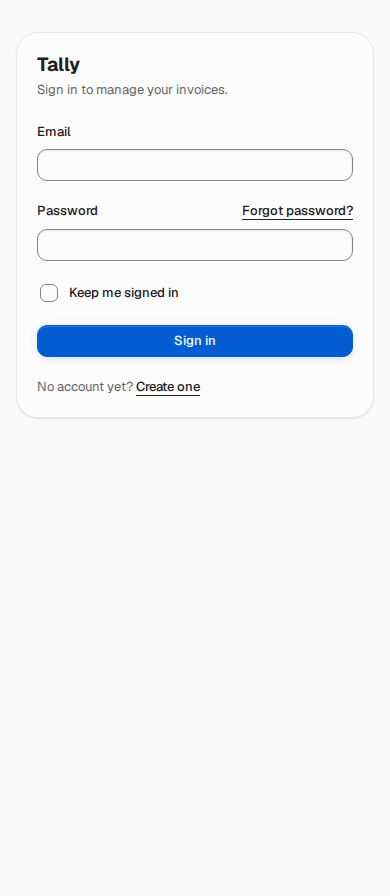 Tally
Sign in to manage your invoices.
Email
Password Forgot password?
Keep me signed in
Sign in
No account yet? Create one